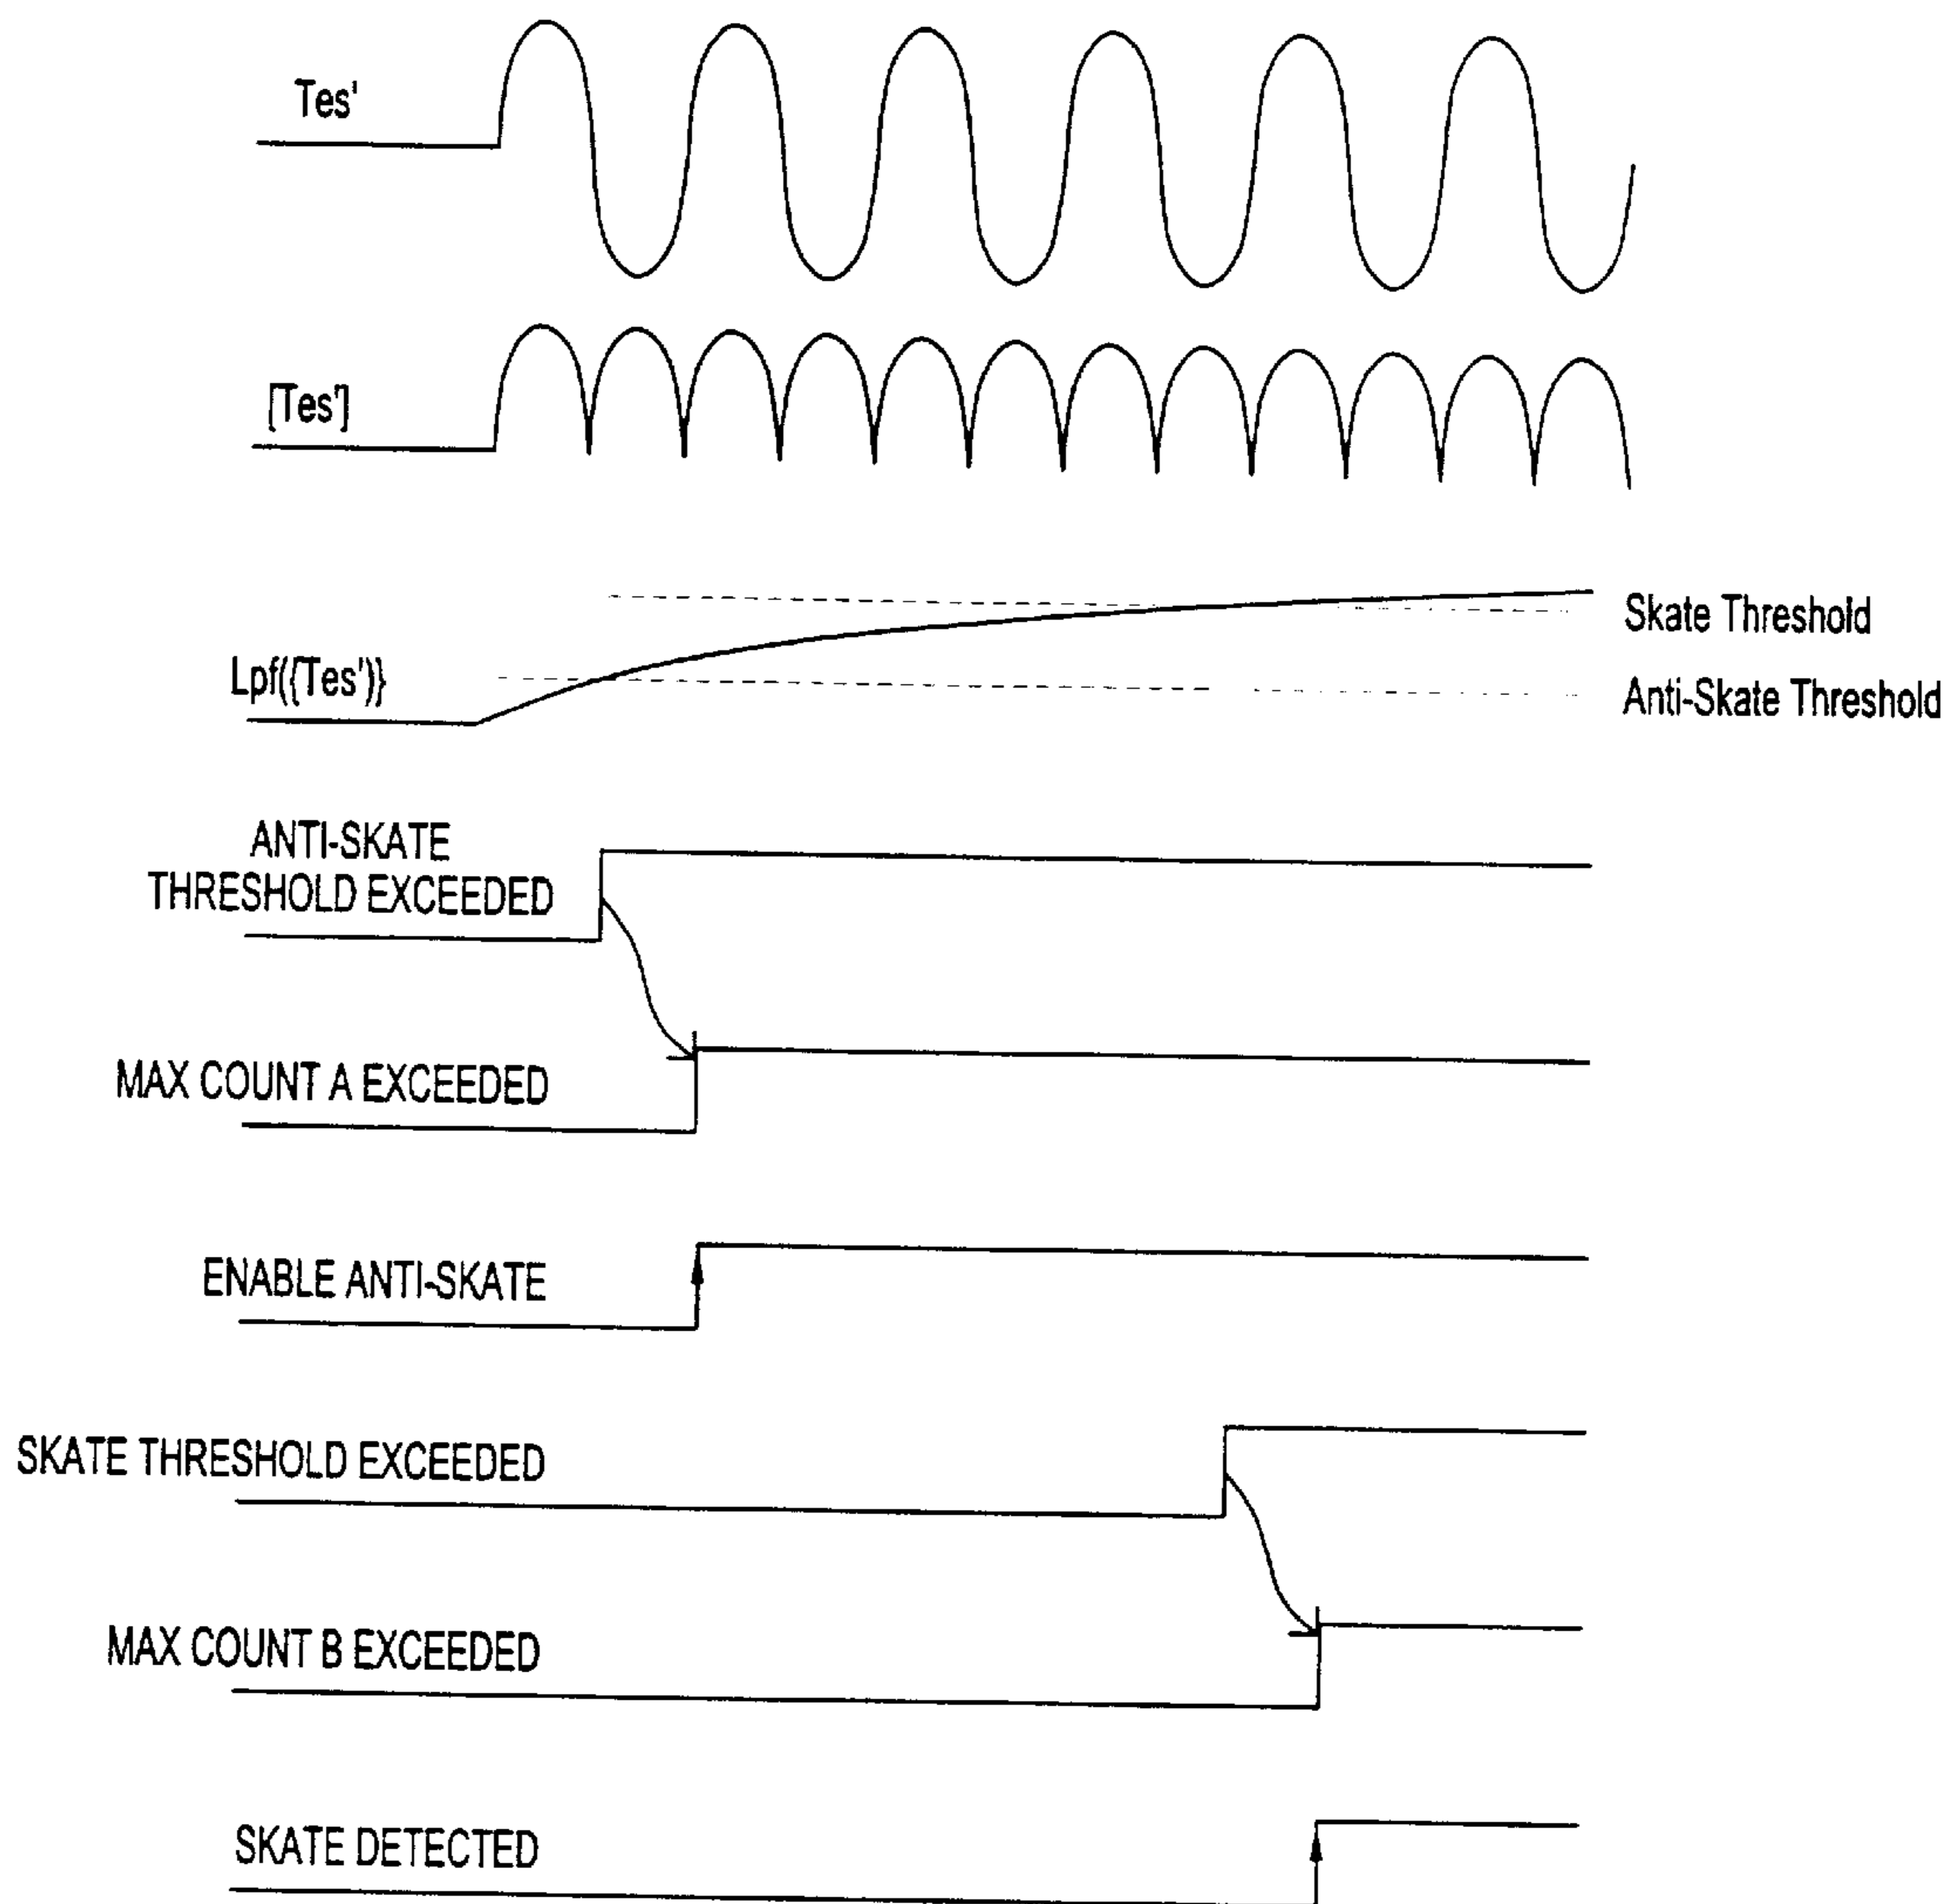 Tes'
[Tes']
Skate Threshold
Lpf({Tes')}
Anti-Skate Threshold
ANTI-SKATE
THRESHOLD EXCEEDED
MAX COUNT A EXCEEDED
ENABLE ANTI-SKATE
SKATE THRESHOLD EXCEEDED
MAX COUNT B EXCEEDED
SKATE DETECTED